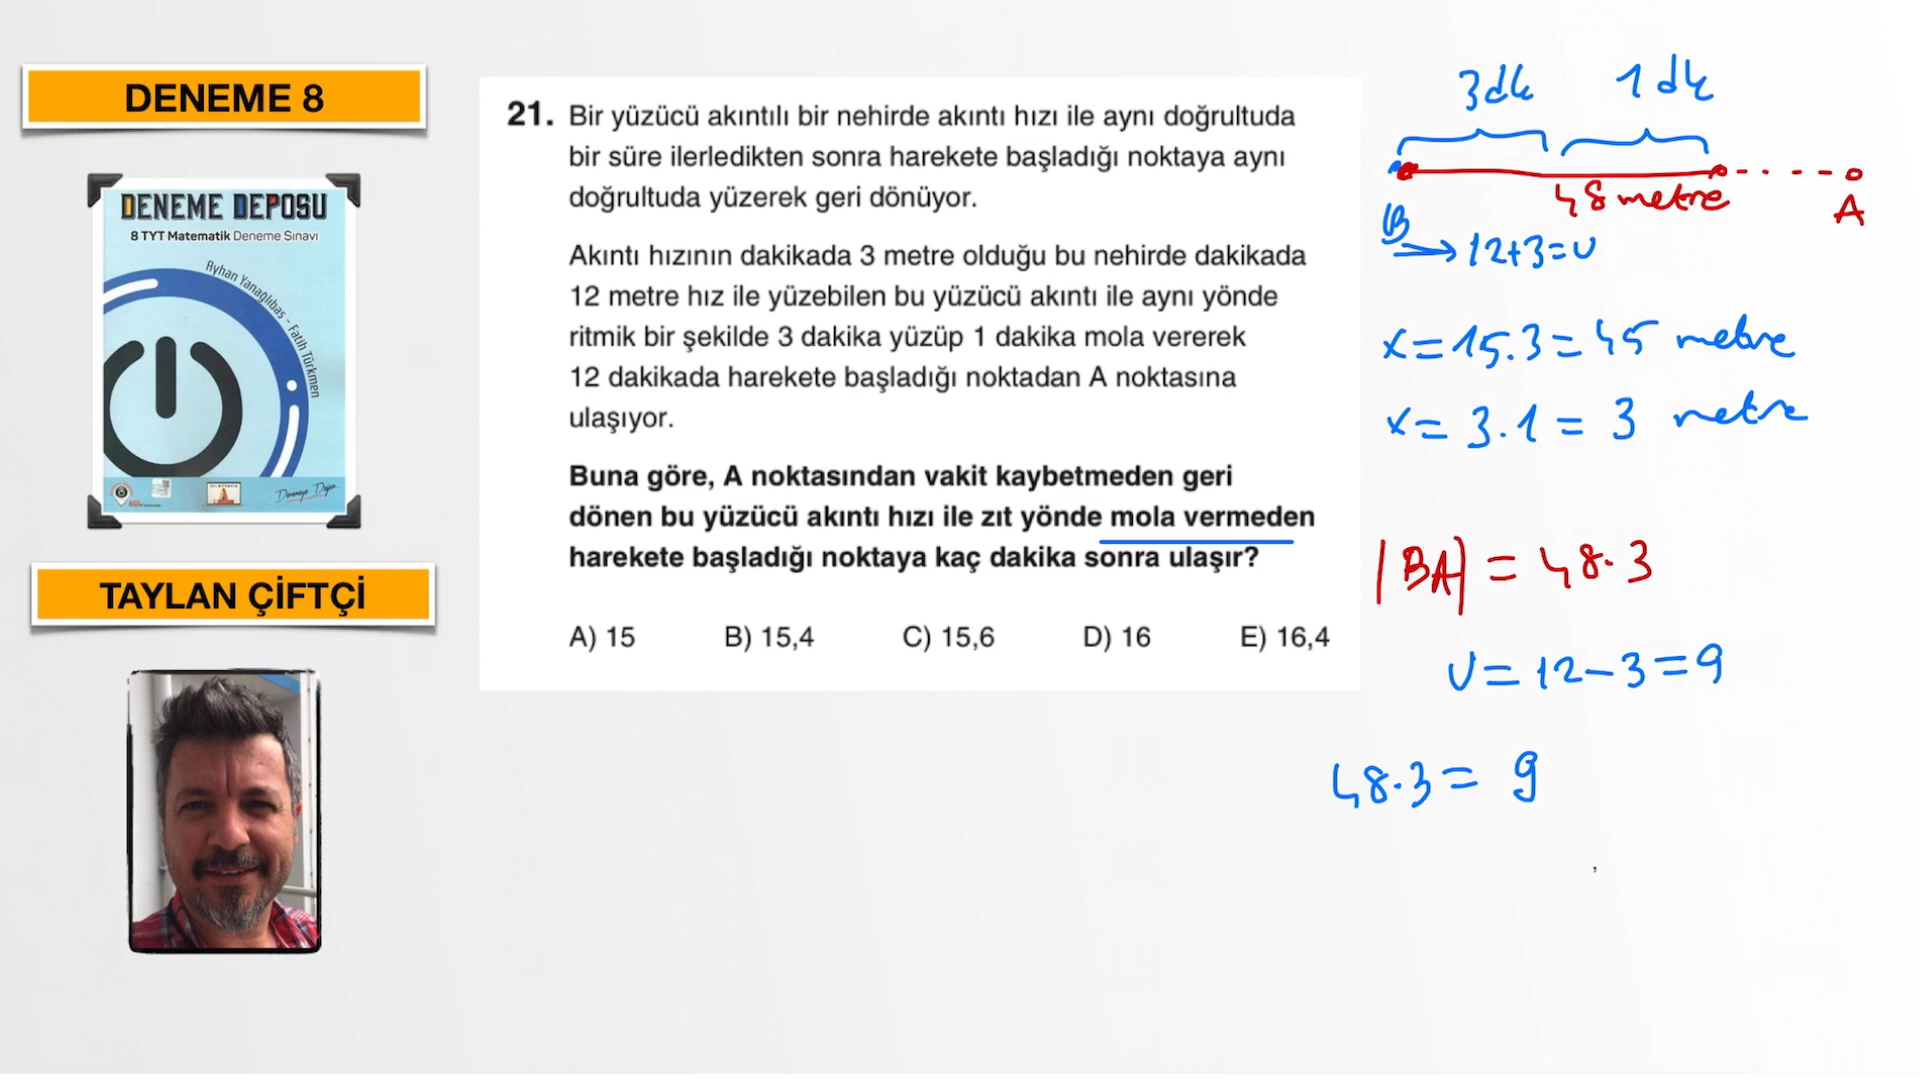 DENEME 8
DENEME DEPOSU
8 TYT Matematik Deneme Sınavı
Ayhan Yanağlıbaş - Fatih Türkmen
TAYLAN ÇİFTÇİ
21. Bir yüzücü akıntılı bir nehirde akıntı hızı ile aynı doğrultuda
bir süre ilerledikten sonra harekete başladığı noktaya aynı
doğrultuda yüzerek geri dönüyor.
Akıntı hızının dakikada 3 metre olduğu bu nehirde dakikada
12 metre hız ile yüzebilen bu yüzücü akıntı ile aynı yönde
ritmik bir şekilde 3 dakika yüzüp 1 dakika mola vererek
12 dakikada harekete başladığı noktadan A noktasına
ulaşıyor.
Buna göre, A noktasından vakit kaybetmeden geri
dönen bu yüzücü akıntı hızı ile zıt yönde mola vermeden
harekete başladığı noktaya kaç dakika sonra ulaşır?
A) 15 B) 15,4 C) 15,6 D) 16 E) 16,4
3dk 1dk
48 metre
B A
→ 12+3=v
x=15.3=45 metre
x=3.1=3 metre
|BA|=48.3
v=12-3=9
48.3= 9